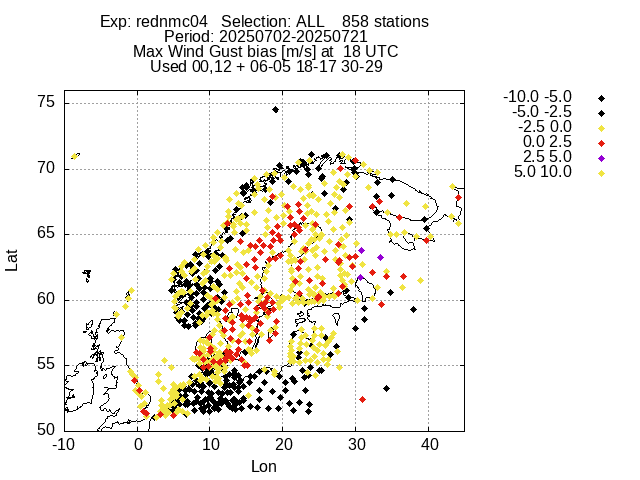 Exp: rednmc04   Selection: ALL    858 stations
Period: 20250702-20250721
Max Wind Gust bias [m/s] at  18 UTC
Used 00,12 + 06-05 18-17 30-29
-10.0 -5.0
-5.0 -2.5
-2.5 0.0
0.0 2.5
2.5 5.0
5.0 10.0
75
70
65
60
55
50
Lat
-10 0 10 20 30 40
Lon